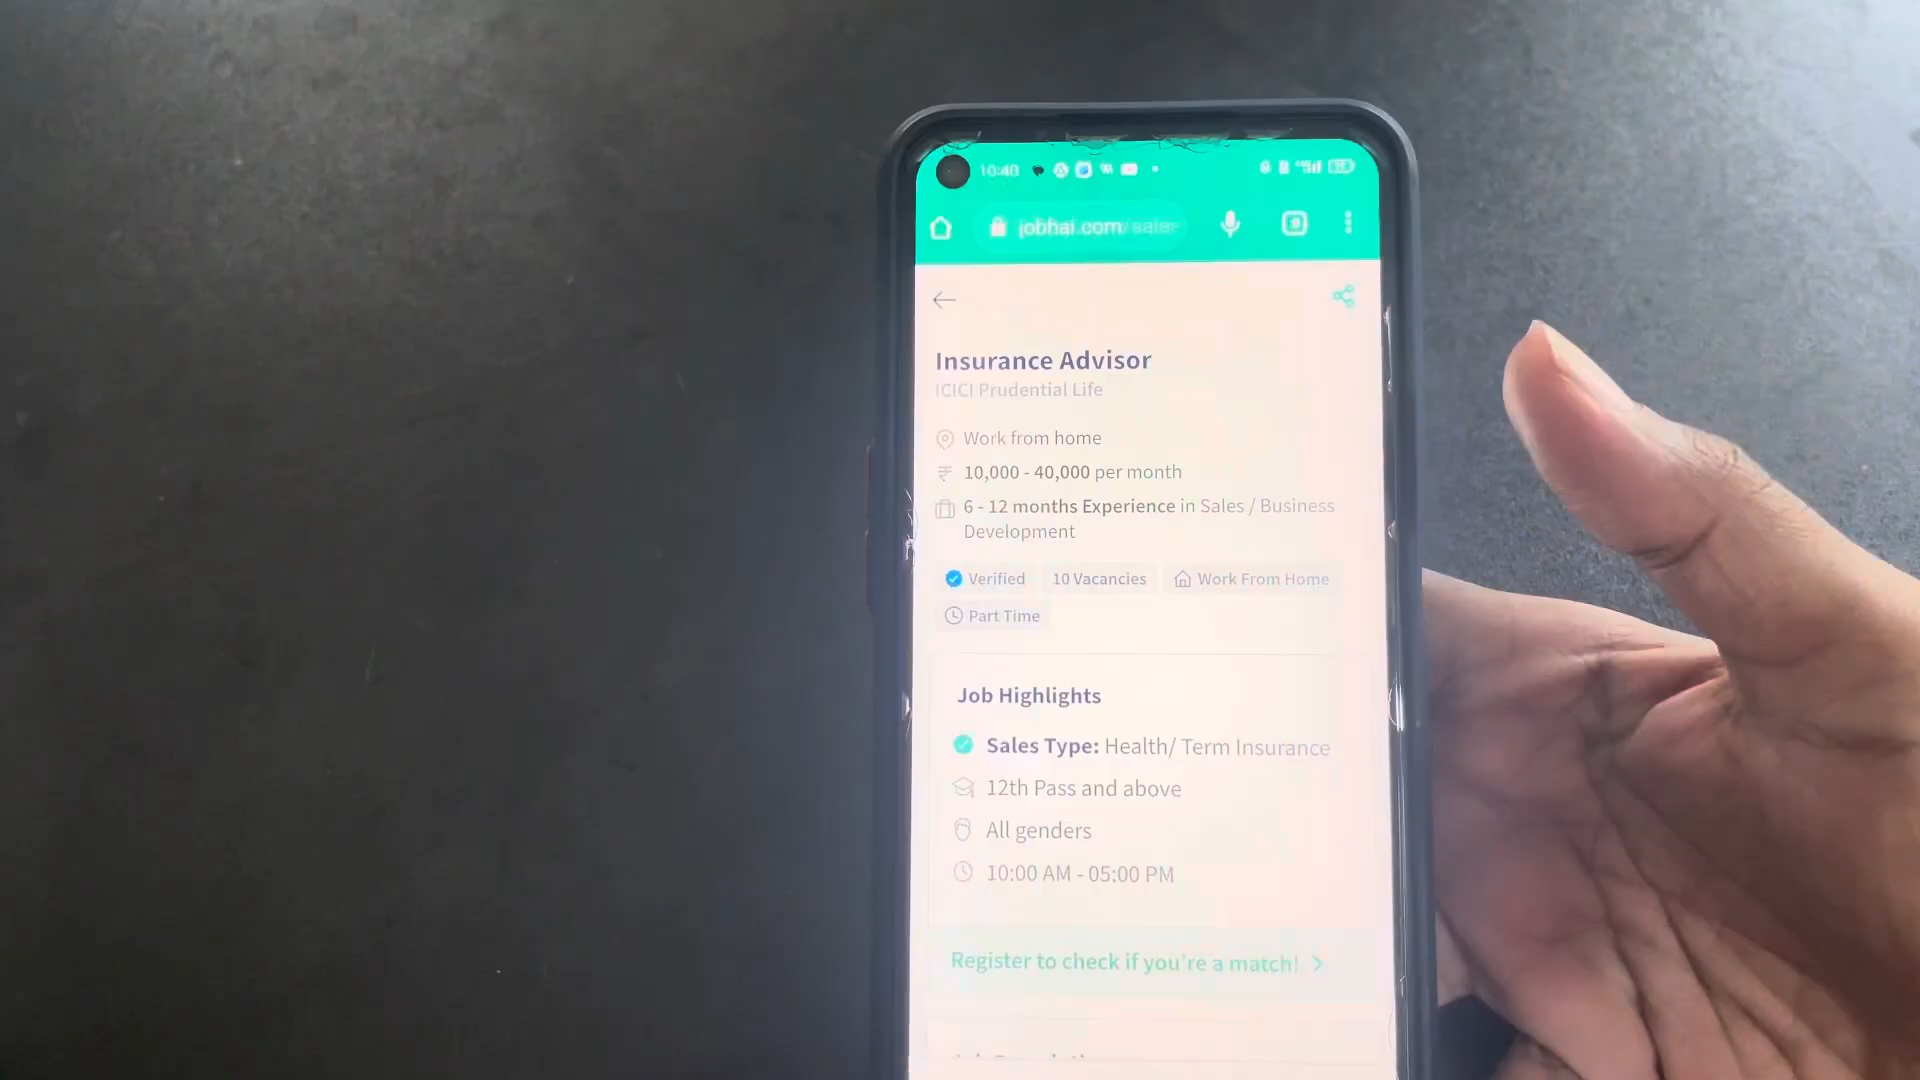 10:48
jobhai.com/sales
Insurance Advisor
ICICI Prudential Life
Work from home
₹ 10,000 - 40,000 per month
6 - 12 months Experience in Sales / Business
Development
Verified 10 Vacancies Work From Home
Part Time
Job Highlights
Sales Type: Health/ Term Insurance
12th Pass and above
All genders
10:00 AM - 05:00 PM
Register to check if you're a match!